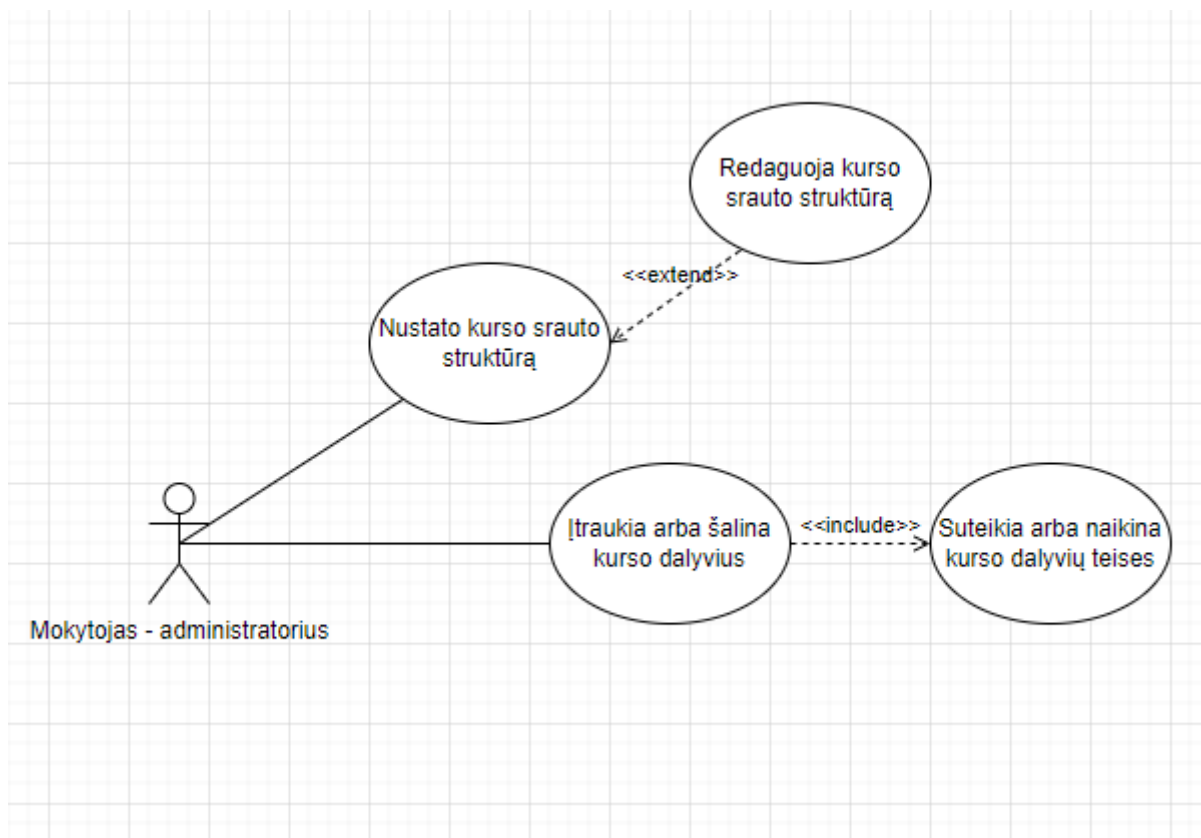 Redaguoja kurso
srauto struktūrą
<<extend>>
Nustato kurso srauto
struktūrą
Įtraukia arba šalina
kurso dalyvius
<<include>>
Suteikia arba naikina
kurso dalyvių teises
Mokytojas - administratorius